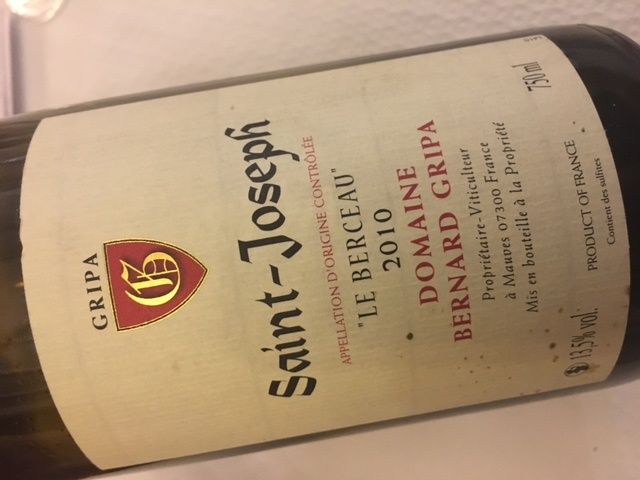 GRIPA
G
Saint-Joseph
APPELLATION D'ORIGINE CONTRÔLÉE
"LE BERCEAU"
2010
DOMAINE
BERNARD GRIPA
Propriétaire-Viticulteur
à Mauves 07300 France
Mis en bouteille à la Propriété
13,5% vol.
PRODUCT OF FRANCE
Contient des sulfites
750 ml